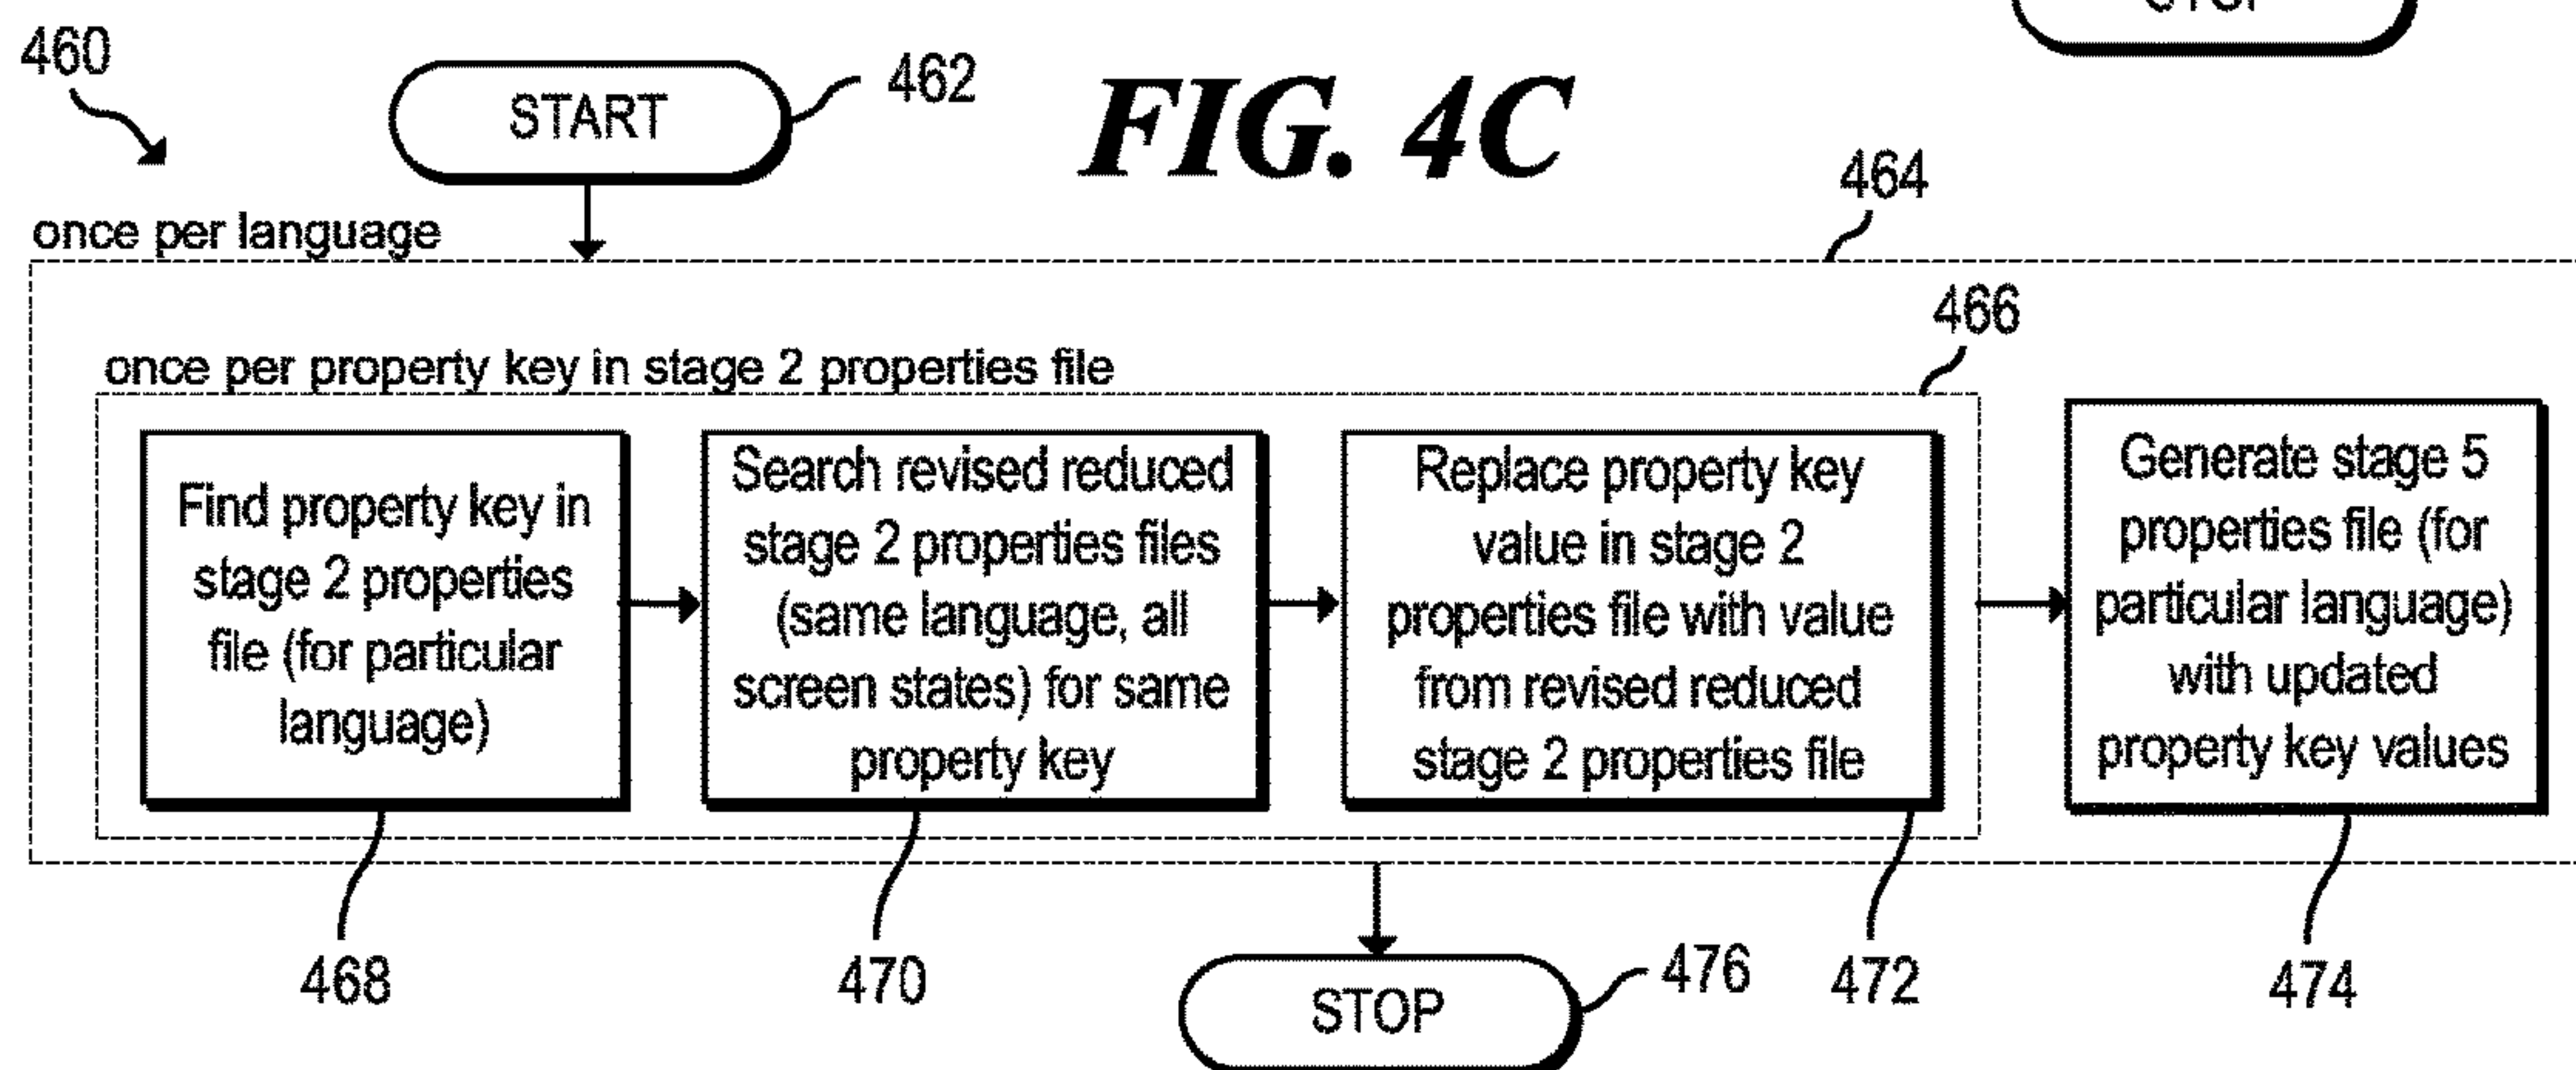 460
START
462
FIG. 4C
464
once per language
466
once per property key in stage 2 properties file
Find property key in
stage 2 properties
file (for particular
language)
Search revised reduced
stage 2 properties files
(same language, all
screen states) for same
property key
Replace property key
value in stage 2
properties file with value
from revised reduced
stage 2 properties file
Generate stage 5
properties file (for
particular language)
with updated
property key values
468
470
STOP
476
472
474